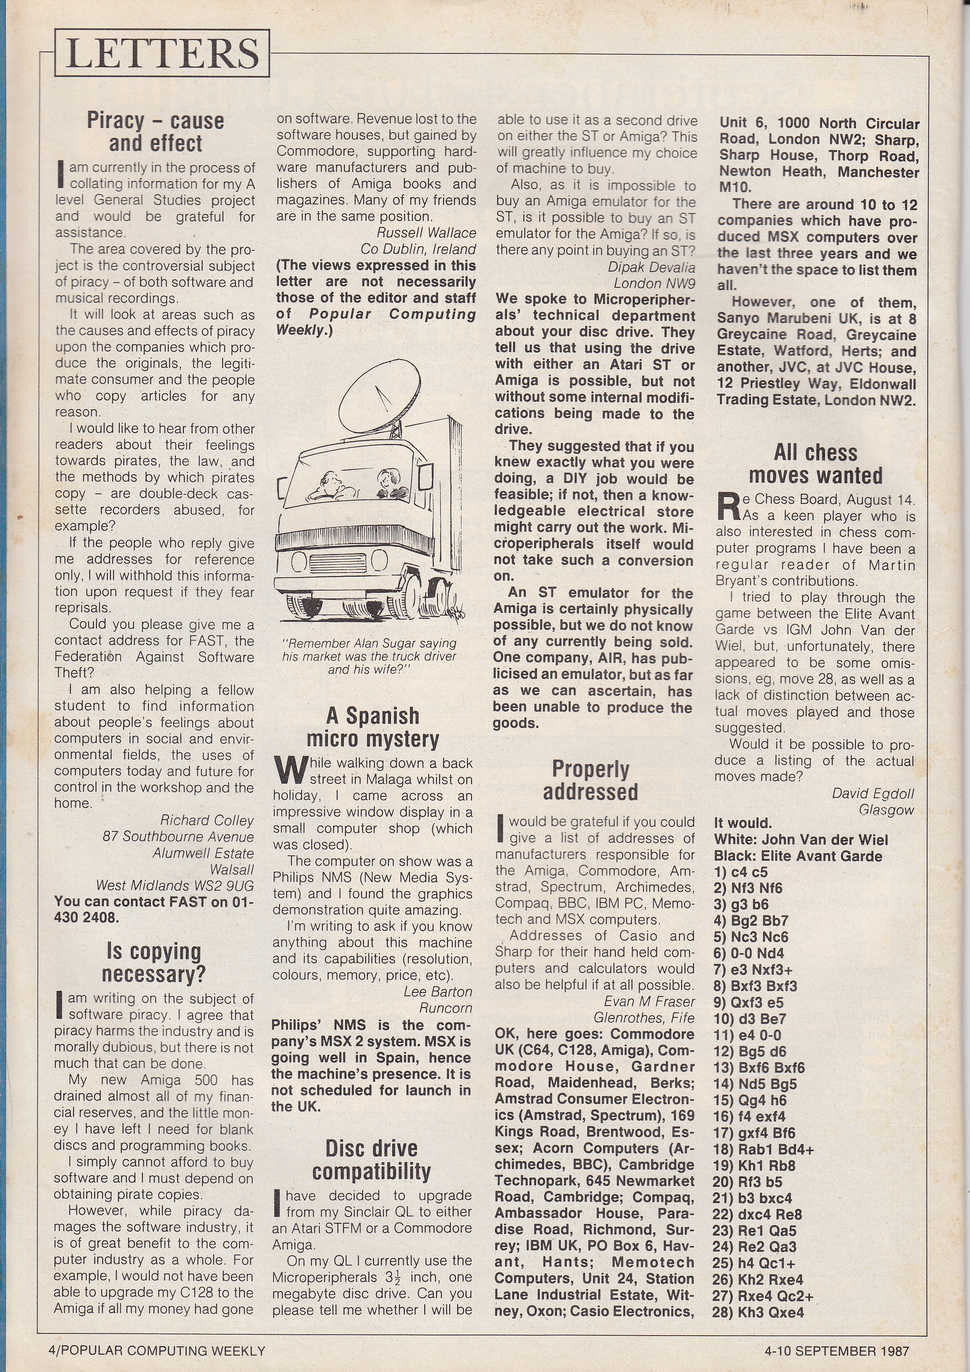 LETTERS
Piracy – cause
and effect
I am currently in the process of
collating information for my A
level General Studies project
and would be grateful for
assistance.
The area covered by the pro-
ject is the controversial subject
of piracy – of both software and
musical recordings.
It will look at areas such as
the causes and effects of piracy
upon the companies which pro-
duce the originals, the legiti-
mate consumer and the people
who copy articles for any
reason.
I would like to hear from other
readers about their feelings
towards pirates, the law, and
the methods by which pirates
copy – are double-deck cas-
sette recorders abused, for
example?
If the people who reply give
me addresses for reference
only, I will withhold this informa-
tion upon request if they fear
reprisals.
Could you please give me a
contact address for FAST, the
Federation Against Software
Theft?
I am also helping a fellow
student to find information
about people's feelings about
computers in social and envir-
onmental fields, the uses of
computers today and future for
control in the workshop and the
home.
Richard Colley
87 Southbourne Avenue
Alumwell Estate
Walsall
West Midlands WS2 9UG
You can contact FAST on 01-
430 2408.
Is copying
necessary?
I am writing on the subject of
software piracy. I agree that
piracy harms the industry and is
morally dubious, but there is not
much that can be done.
My new Amiga 500 has
drained almost all of my finan-
cial reserves, and the little mon-
ey I have left I need for blank
discs and programming books.
I simply cannot afford to buy
software and I must depend on
obtaining pirate copies.
However, while piracy da-
mages the software industry, it
is of great benefit to the com-
puter industry as a whole. For
example, I would not have been
able to upgrade my C128 to the
Amiga if all my money had gone
on software. Revenue lost to the
software houses, but gained by
Commodore, supporting hard-
ware manufacturers and pub-
lishers of Amiga books and
magazines. Many of my friends
are in the same position.
Russell Wallace
Co Dublin, Ireland
(The views expressed in this
letter are not necessarily
those of the editor and staff
of Popular Computing
Weekly.)
"Remember Alan Sugar saying
his market was the truck driver
and his wife?"
A Spanish
micro mystery
While walking down a back
street in Malaga whilst on
holiday, I came across an
impressive window display in a
small computer shop (which
was closed).
The computer on show was a
Philips NMS (New Media Sys-
tem) and I found the graphics
demonstration quite amazing.
I'm writing to ask if you know
anything about this machine
and its capabilities (resolution,
colours, memory, price, etc).
Lee Barton
Runcorn
Philips' NMS is the com-
pany's MSX 2 system. MSX is
going well in Spain, hence
the machine's presence. It is
not scheduled for launch in
the UK.
Disc drive
compatibility
I have decided to upgrade
from my Sinclair QL to either
an Atari STFM or a Commodore
Amiga.
On my QL I currently use the
Microperipherals 3½ inch, one
megabyte disc drive. Can you
please tell me whether I will be
able to use it as a second drive
on either the ST or Amiga? This
will greatly influence my choice
of machine to buy.
Also, as it is impossible to
buy an Amiga emulator for the
ST, is it possible to buy an ST
emulator for the Amiga? If so, is
there any point in buying an ST?
Dipak Devalia
London NW9
We spoke to Microperipher-
als' technical department
about your disc drive. They
tell us that using the drive
with either an Atari ST or
Amiga is possible, but not
without some internal modifi-
cations being made to the
drive.
They suggested that if you
knew exactly what you were
doing, a DIY job would be
feasible; if not, then a know-
ledgeable electrical store
might carry out the work. Mi-
croperipherals itself would
not take such a conversion
on.
An ST emulator for the
Amiga is certainly physically
possible, but we do not know
of any currently being sold.
One company, AIR, has pub-
licised an emulator, but as far
as we can ascertain, has
been unable to produce the
goods.
Properly
addressed
I would be grateful if you could
give a list of addresses of
manufacturers responsible for
the Amiga, Commodore, Am-
strad, Spectrum, Archimedes,
Compaq, BBC, IBM PC, Memo-
tech and MSX computers.
Addresses of Casio and
Sharp for their hand held com-
puters and calculators would
also be helpful if at all possible.
Evan M Fraser
Glenrothes, Fife
OK, here goes: Commodore
UK (C64, C128, Amiga), Com-
modore House, Gardner
Road, Maidenhead, Berks;
Amstrad Consumer Electron-
ics (Amstrad, Spectrum), 169
Kings Road, Brentwood, Es-
sex; Acorn Computers (Ar-
chimedes, BBC), Cambridge
Technopark, 645 Newmarket
Road, Cambridge; Compaq,
Ambassador House, Para-
dise Road, Richmond, Sur-
rey; IBM UK, PO Box 6, Hav-
ant, Hants; Memotech
Computers, Unit 24, Station
Lane Industrial Estate, Wit-
ney, Oxon; Casio Electronics,
Unit 6, 1000 North Circular
Road, London NW2; Sharp,
Sharp House, Thorp Road,
Newton Heath, Manchester
M10.
There are around 10 to 12
companies which have pro-
duced MSX computers over
the last three years and we
haven't the space to list them
all.
However, one of them,
Sanyo Marubeni UK, is at 8
Greycaine Road, Greycaine
Estate, Watford, Herts; and
another, JVC, at JVC House,
12 Priestley Way, Eldonwall
Trading Estate, London NW2.
All chess
moves wanted
Re Chess Board, August 14.
As a keen player who is
also interested in chess com-
puter programs I have been a
regular reader of Martin
Bryant's contributions.
I tried to play through the
game between the Elite Avant
Garde vs IGM John Van der
Wiel, but, unfortunately, there
appeared to be some omis-
sions, eg, move 28, as well as a
lack of distinction between ac-
tual moves played and those
suggested.
Would it be possible to pro-
duce a listing of the actual
moves made?
David Egdoll
Glasgow
It would.
White: John Van der Wiel
Black: Elite Avant Garde
1) c4 c5
2) Nf3 Nf6
3) g3 b6
4) Bg2 Bb7
5) Nc3 Nc6
6) 0-0 Nd4
7) e3 Nxf3+
8) Bxf3 Bxf3
9) Qxf3 e5
10) d3 Be7
11) e4 0-0
12) Bg5 d6
13) Bxf6 Bxf6
14) Nd5 Bg5
15) Qg4 h6
16) f4 exf4
17) gxf4 Bf6
18) Rab1 Bd4+
19) Kh1 Rb8
20) Rf3 b5
21) b3 bxc4
22) dxc4 Re8
23) Re1 Qa5
24) Re2 Qa3
25) h4 Qc1+
26) Kh2 Rxe4
27) Rxe4 Qc2+
28) Kh3 Qxe4
4/POPULAR COMPUTING WEEKLY
4-10 SEPTEMBER 1987